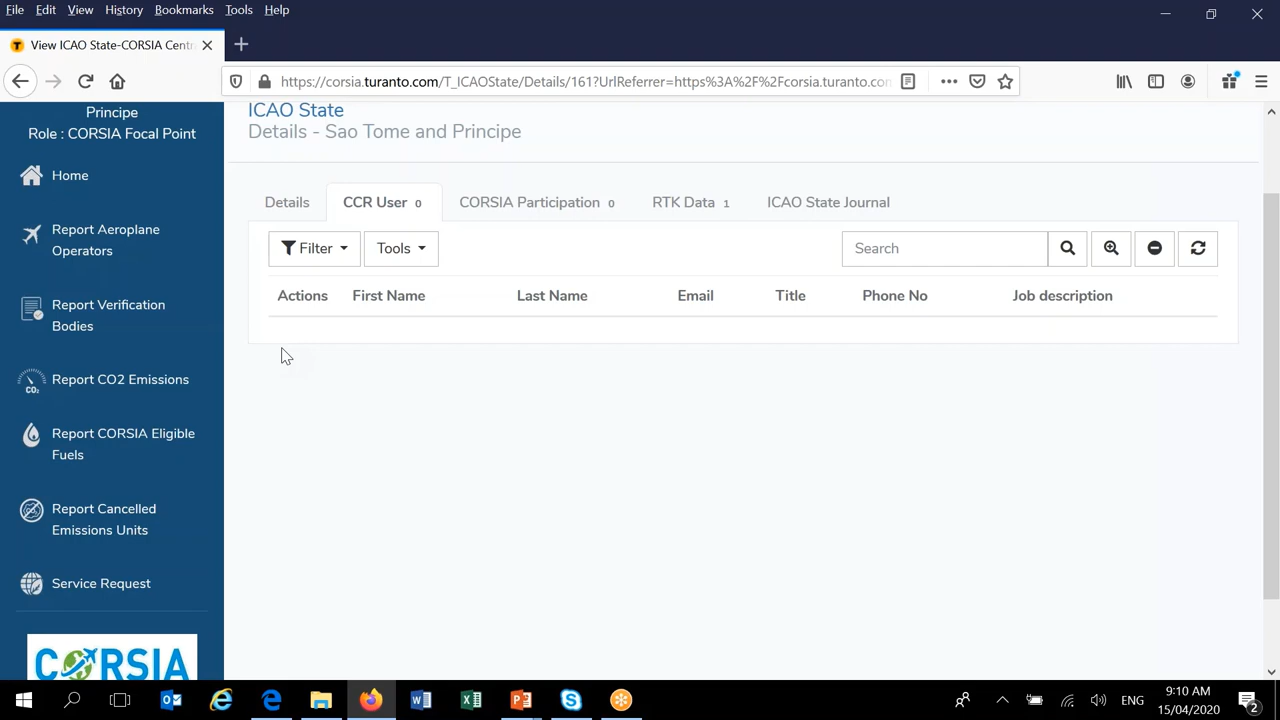 File Edit View History Bookmarks Tools Help
View ICAO State-CORSIA Centr
https://corsia.turanto.com/T_ICAOState/Details/161?UrlReferrer=https%3A%2F%2Fcorsia.turanto.co
Principe
Role : CORSIA Focal Point
Home
Report Aeroplane
Operators
Report Verification
Bodies
Report CO2 Emissions
Report CORSIA Eligible
Fuels
Report Cancelled
Emissions Units
Service Request
CORSIA
ICAO State
Details - Sao Tome and Principe
Details CCR User 0 CORSIA Participation 0 RTK Data 1 ICAO State Journal
Filter Tools Search
Actions First Name Last Name Email Title Phone No Job description
ENG
9:10 AM
15/04/2020
2